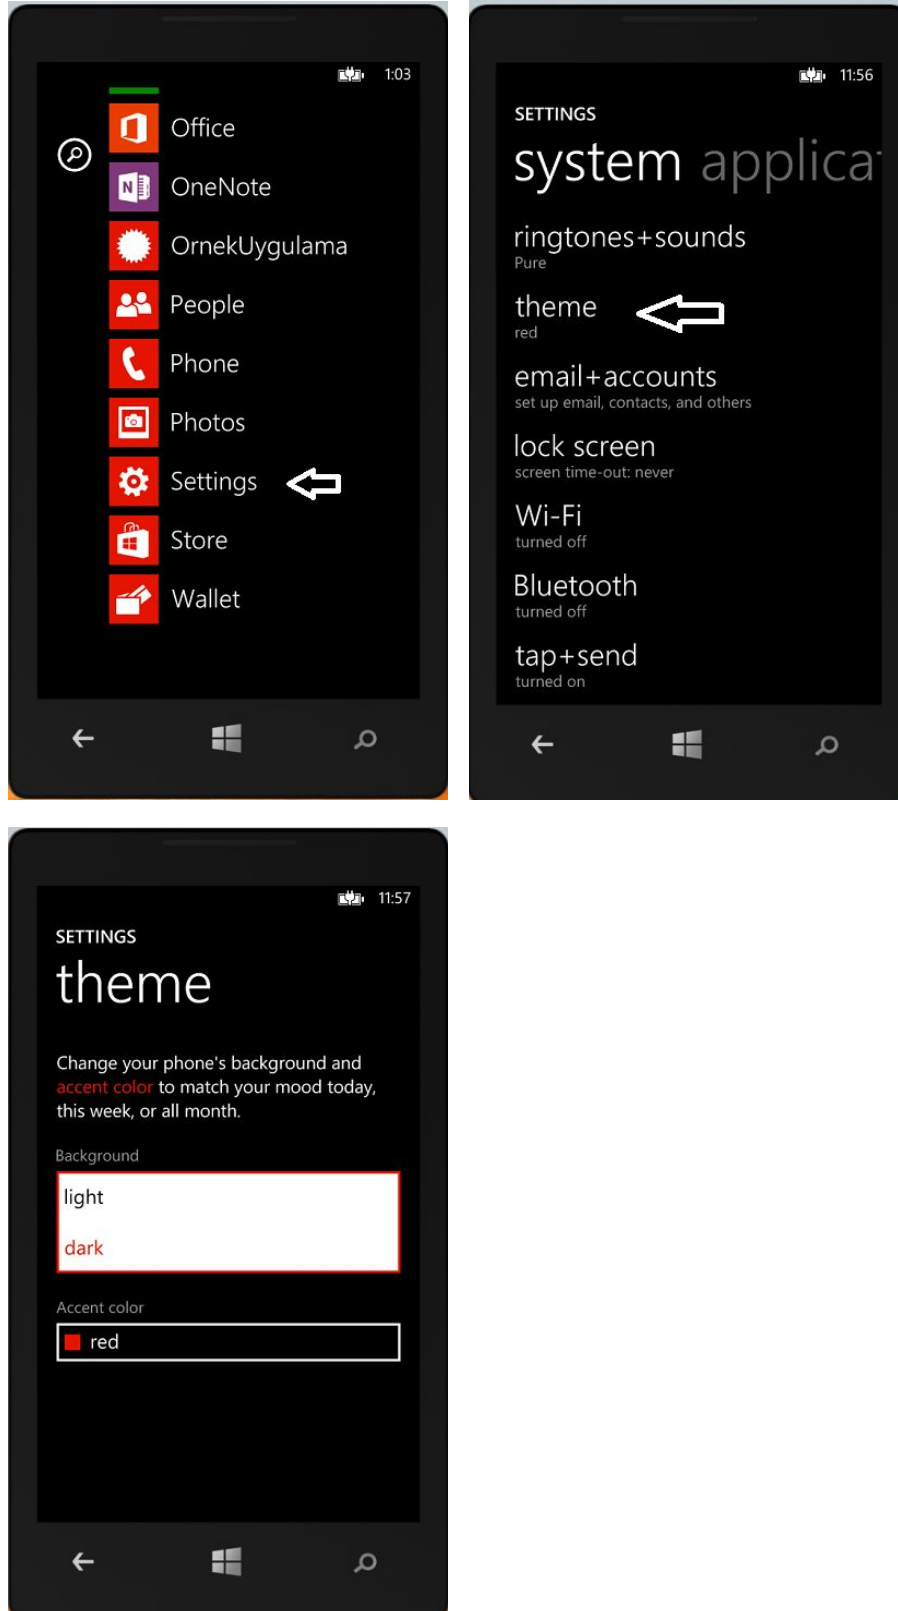 1:03
Office
OneNote
OrnekUygulama
People
Phone
Photos
Settings
Store
Wallet
11:56
SETTINGS
system applicat
ringtones+sounds
Pure
theme
red
email+accounts
set up email, contacts, and others
lock screen
screen time-out: never
Wi-Fi
turned off
Bluetooth
turned off
tap+send
turned on
11:57
SETTINGS
theme
Change your phone's background and
accent color to match your mood today,
this week, or all month.
Background
light
dark
Accent color
red